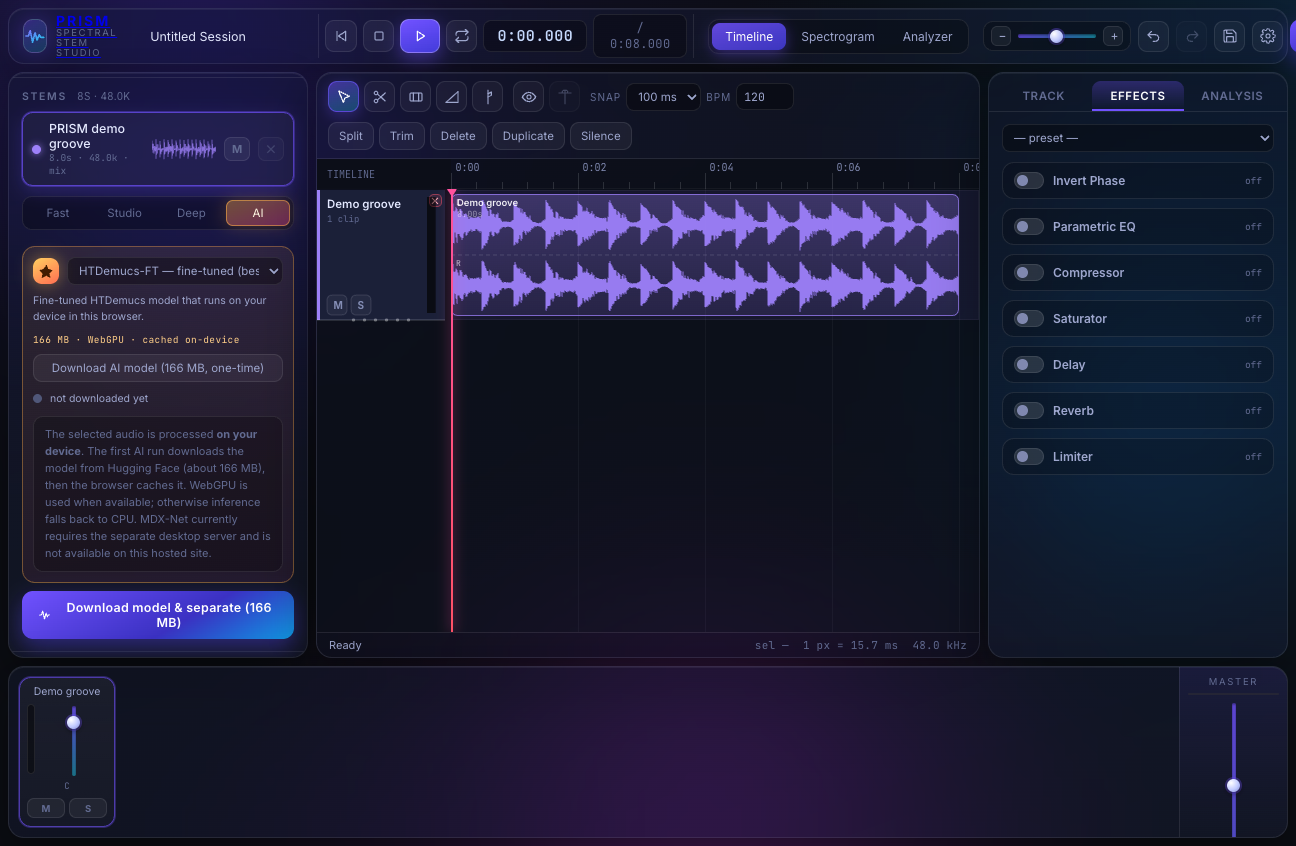 PRISM
SPECTRAL
STEM
STUDIO
Untitled Session
0:00.000
/
0:08.000
Timeline
Spectrogram
Analyzer
STEMS 8S · 48.0K
PRISM demo
groove
8.0s · 48.0k ·
mix
M
Fast
Studio
Deep
AI
HTDemucs-FT — fine-tuned (bes
Fine-tuned HTDemucs model that runs on your
device in this browser.
166 MB · WebGPU · cached on-device
Download AI model (166 MB, one-time)
not downloaded yet
The selected audio is processed on your
device. The first AI run downloads the
model from Hugging Face (about 166 MB),
then the browser caches it. WebGPU is
used when available; otherwise inference
falls back to CPU. MDX-Net currently
requires the separate desktop server and is
not available on this hosted site.
Download model & separate (166
MB)
SNAP 100 ms BPM 120
Split
Trim
Delete
Duplicate
Silence
TIMELINE
0:00
0:02
0:04
0:06
Demo groove
1 clip
M
S
Demo groove
R
Ready
sel — 1 px = 15.7 ms 48.0 kHz
TRACK
EFFECTS
ANALYSIS
— preset —
Invert Phase off
Parametric EQ off
Compressor off
Saturator off
Delay off
Reverb off
Limiter off
Demo groove
C
M
S
MASTER